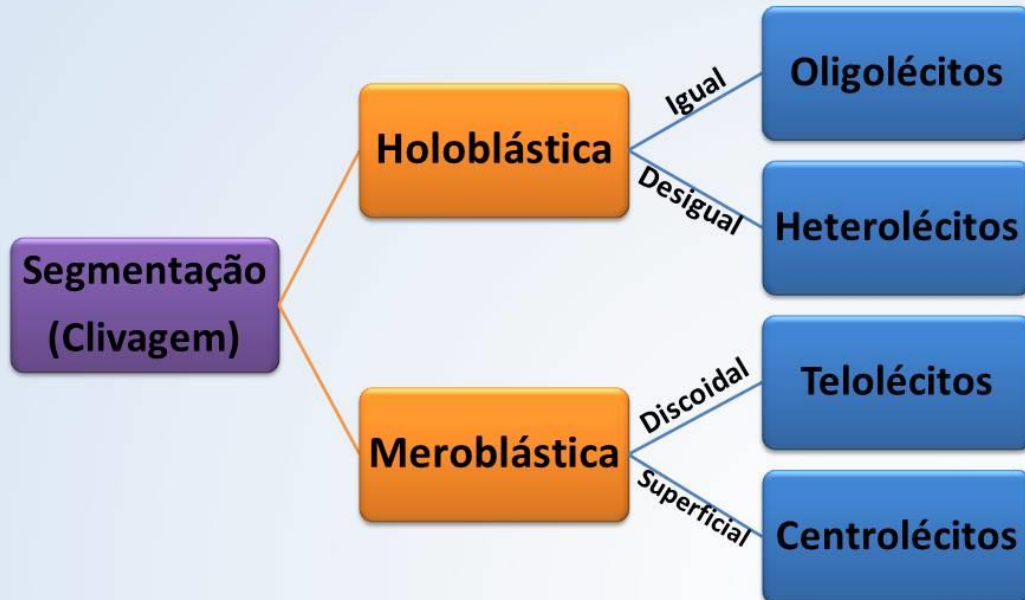 Segmentação
(Clivagem)
Holoblástica
Igual
Oligolécitos
Desigual
Heterolécitos
Meroblástica
Discoidal
Telolécitos
Superficial
Centrolécitos